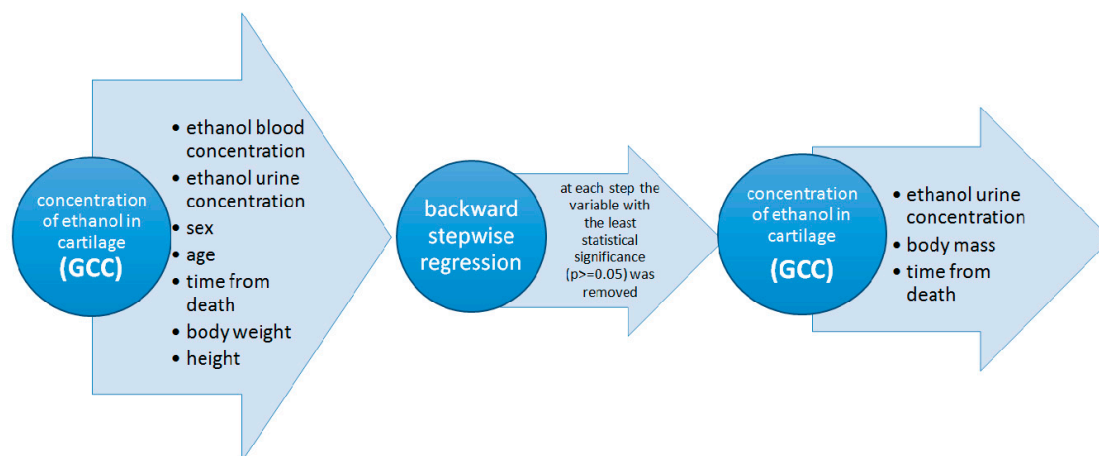 concentration
of ethanol in
cartilage
(GCC)
• ethanol blood
concentration
• ethanol urine
concentration
• sex
• age
• time from
death
• body weight
• height
backward
stepwise
regression
at each step the
variable with
the least
statistical
significance
(p>=0.05) was
removed
concentration
of ethanol in
cartilage
(GCC)
• ethanol urine
concentration
• body mass
• time from
death